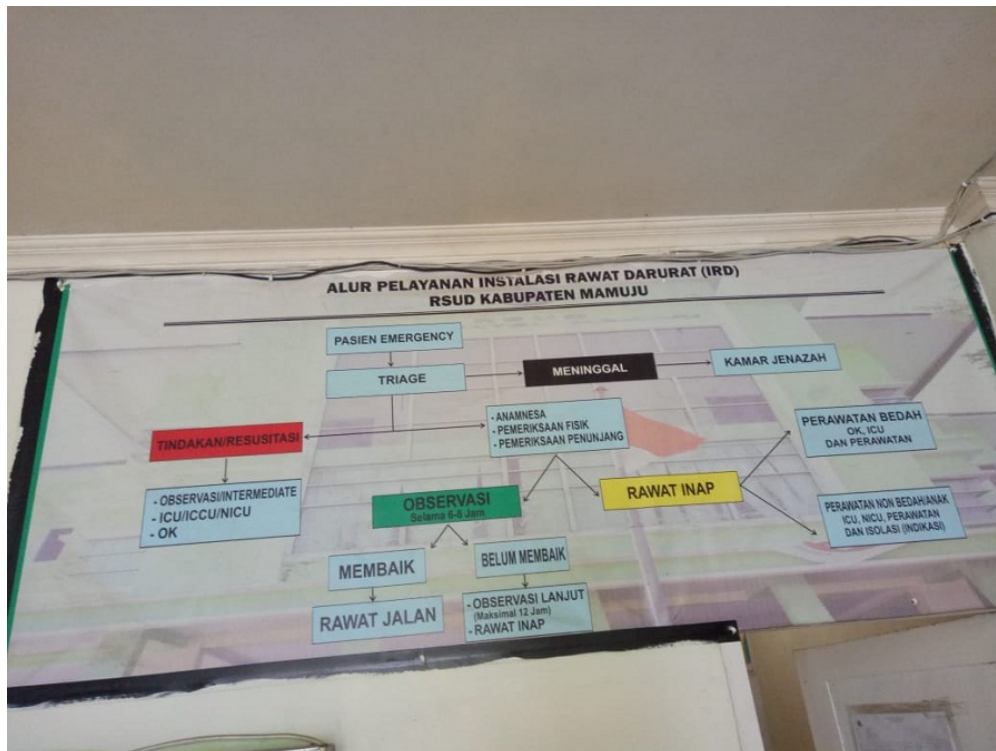 ALUR PELAYANAN INSTALASI RAWAT DARURAT (IRD)
RSUD KABUPATEN MAMUJU
PASIEN EMERGENCY
TRIAGE
MENINGGAL
KAMAR JENAZAH
TINDAKAN/RESUSITASI
- ANAMNESA
- PEMERIKSAAN FISIK
- PEMERIKSAAN PENUNJANG
PERAWATAN BEDAH
OK, ICU
DAN PERAWATAN
- OBSERVASI/INTERMEDIATE
- ICU/ICCU/NICU
- OK
OBSERVASI
Selama 6-8 Jam
RAWAT INAP
PERAWATAN NON BEDAH/ANAK
ICU, NICU, PERAWATAN
DAN ISOLASI (INDIKASI)
MEMBAIK
BELUM MEMBAIK
RAWAT JALAN
- OBSERVASI LANJUT
(Maksimal 12 Jam)
- RAWAT INAP